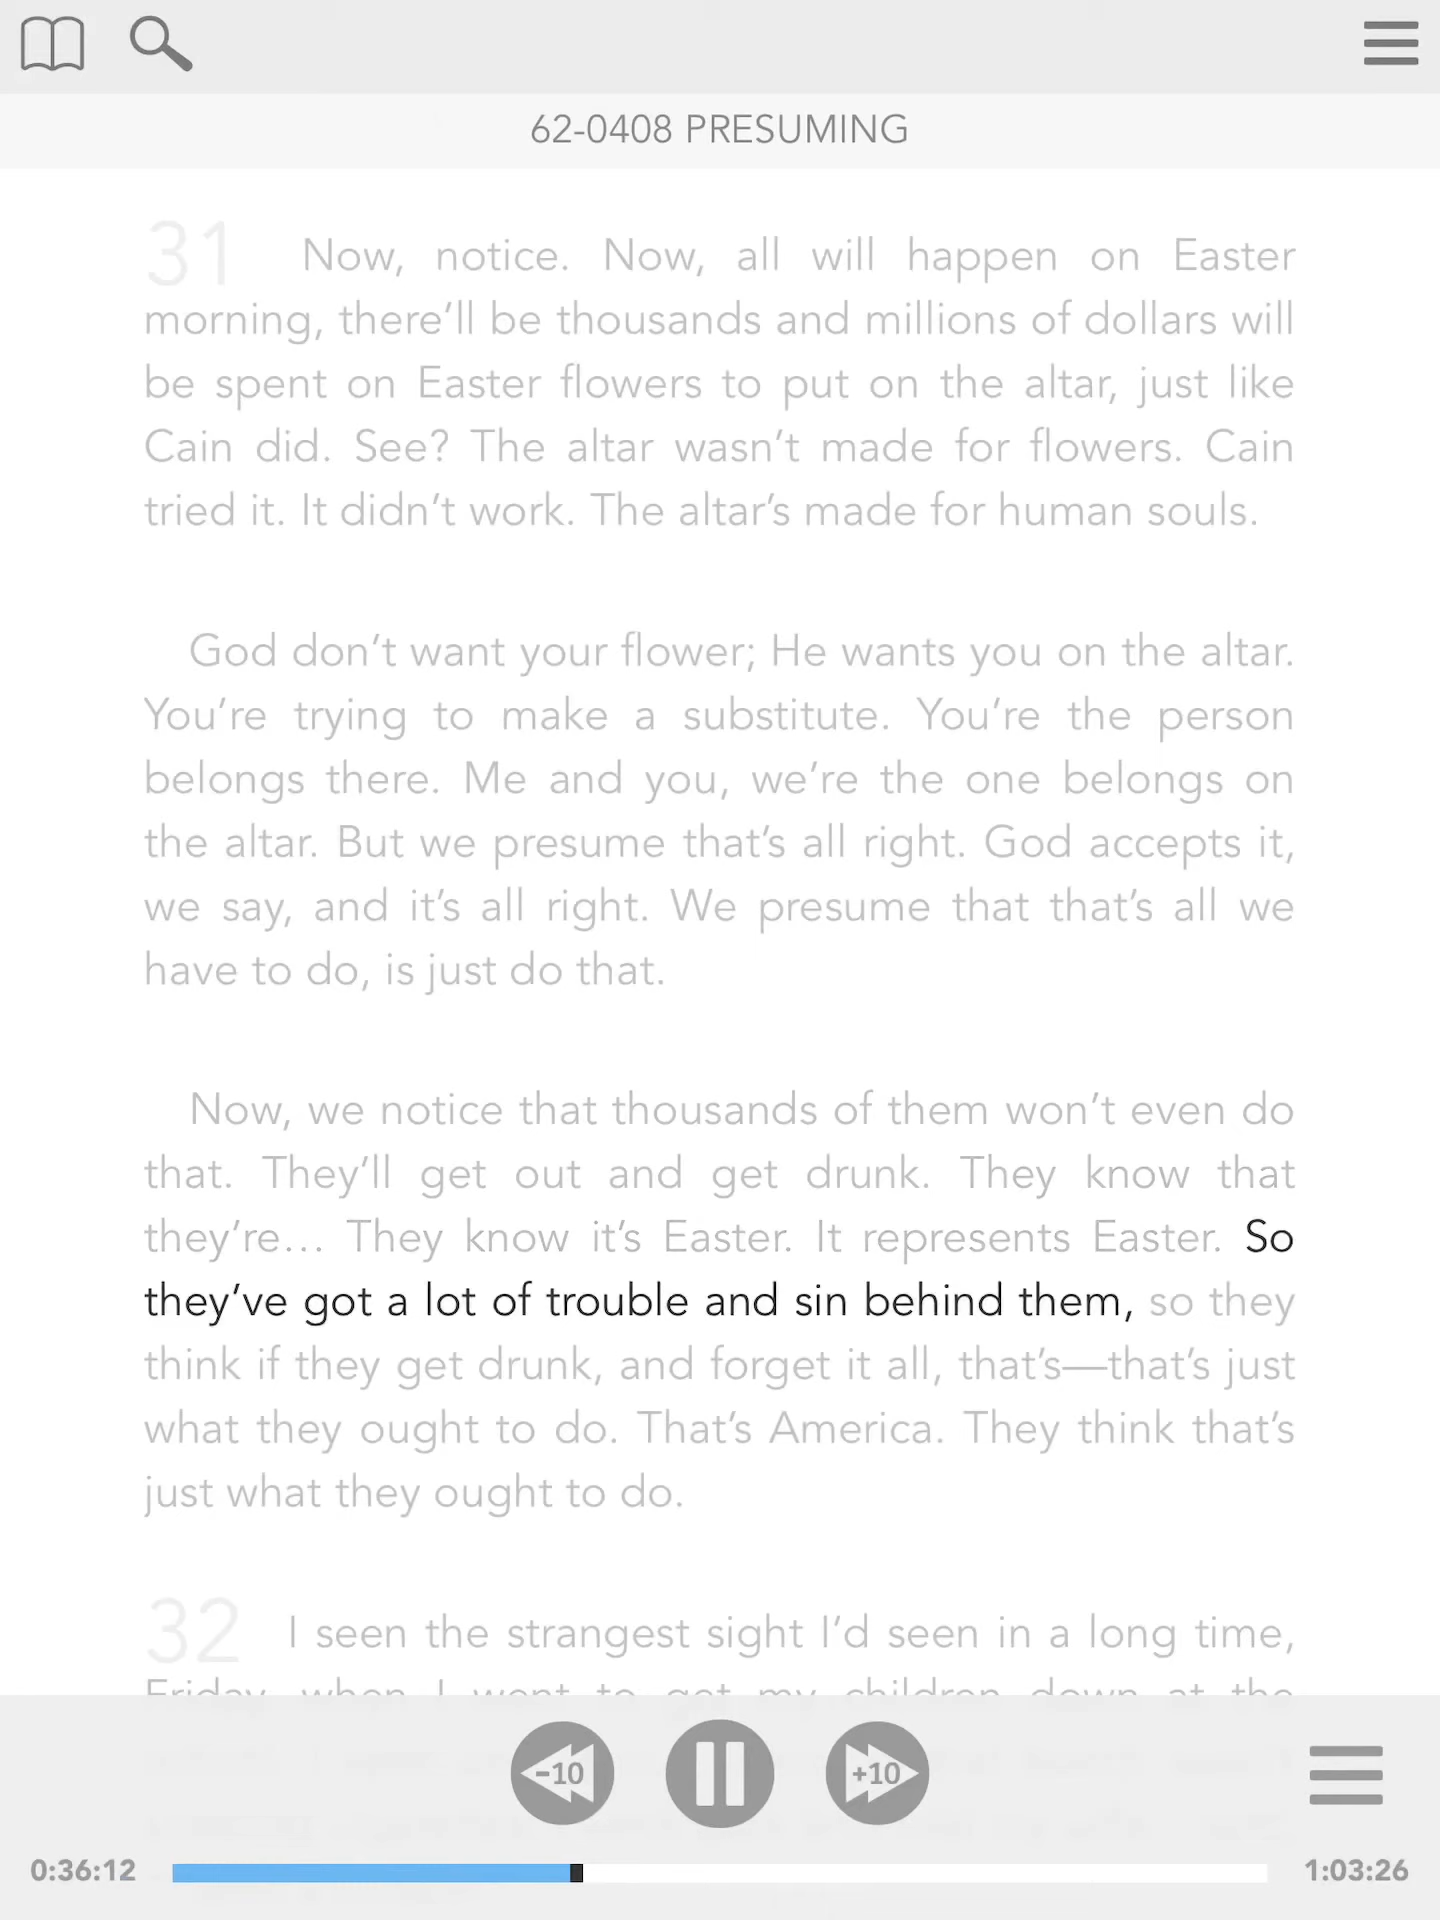 62-0408 PRESUMING
31 Now, notice. Now, all will happen on Easter
morning, there’ll be thousands and millions of dollars will
be spent on Easter flowers to put on the altar, just like
Cain did. See? The altar wasn’t made for flowers. Cain
tried it. It didn’t work. The altar’s made for human souls.
God don’t want your flower; He wants you on the altar.
You’re trying to make a substitute. You’re the person
belongs there. Me and you, we’re the one belongs on
the altar. But we presume that’s all right. God accepts it,
we say, and it’s all right. We presume that that’s all we
have to do, is just do that.
Now, we notice that thousands of them won’t even do
that. They’ll get out and get drunk. They know that
they’re… They know it’s Easter. It represents Easter. So
they’ve got a lot of trouble and sin behind them, so they
think if they get drunk, and forget it all, that’s—that’s just
what they ought to do. That’s America. They think that’s
just what they ought to do.
32 I seen the strangest sight I’d seen in a long time,
Friday, when I went to get my children down at the
-10 +10
0:36:12 1:03:26